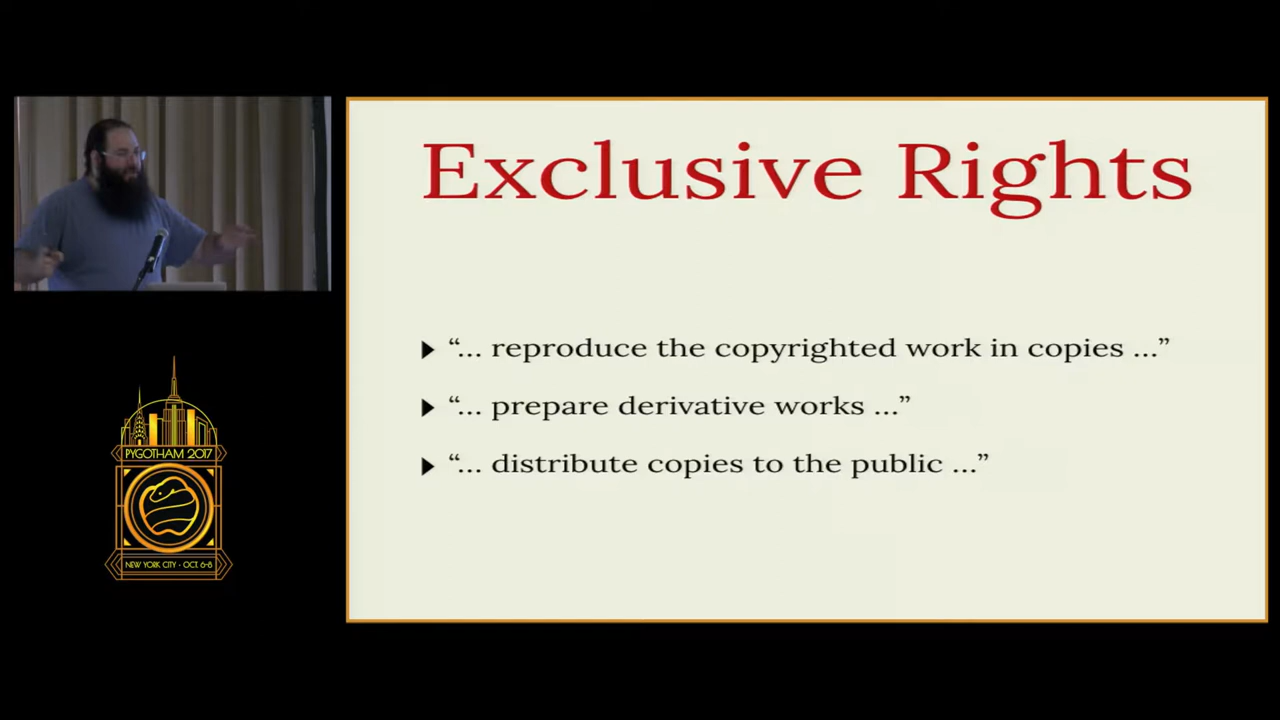 Exclusive Rights
“... reproduce the copyrighted work in copies ...”
“... prepare derivative works ...”
“... distribute copies to the public ...”
PYGOTHAM 2017
NEW YORK CITY • OCT. 6-8